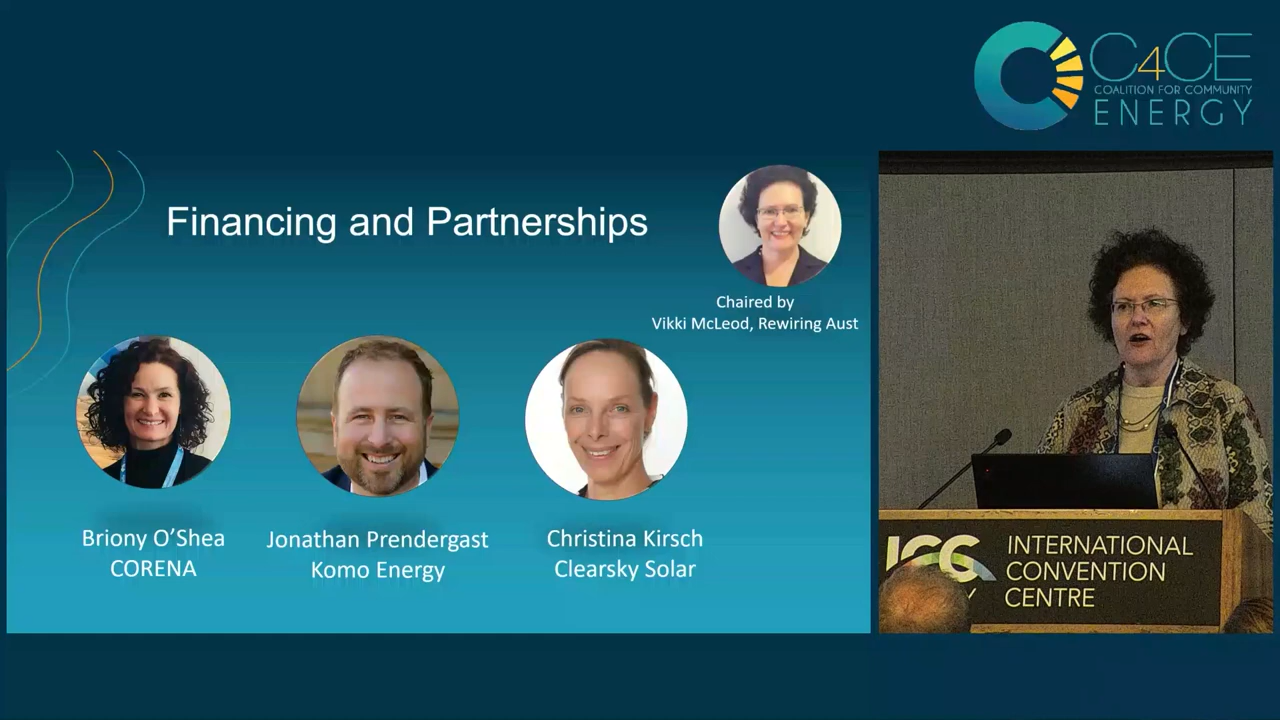 C4CE
COALITION FOR COMMUNITY
ENERGY
Financing and Partnerships
Chaired by
Vikki McLeod, Rewiring Aust
Briony O’Shea
CORENA
Jonathan Prendergast
Komo Energy
Christina Kirsch
Clearsky Solar
ICC
INTERNATIONAL
CONVENTION
CENTRE